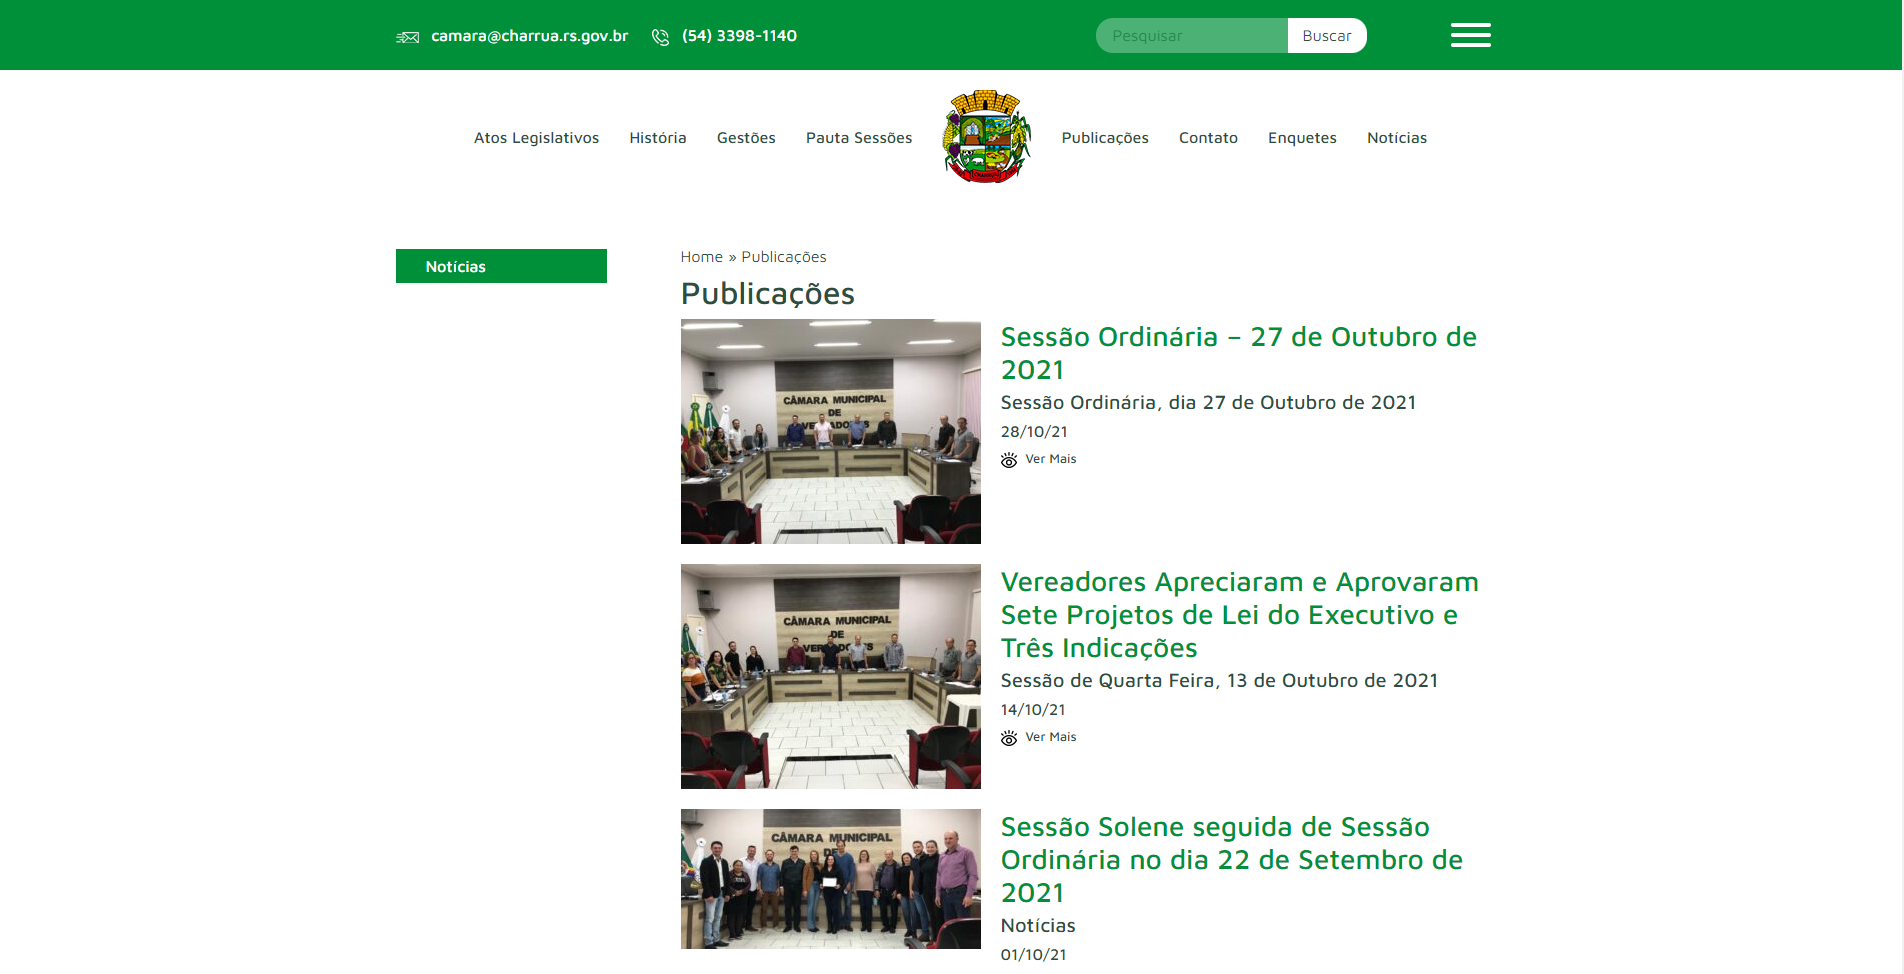 camara@charrua.rs.gov.br (54) 3398-1140 Pesquisar Buscar
Atos Legislativos História Gestões Pauta Sessões Publicações Contato Enquetes Notícias
Notícias
Home » Publicações
Publicações
CÂMARA MUNICIPAL
DE
Sessão Ordinária – 27 de Outubro de
2021
Sessão Ordinária, dia 27 de Outubro de 2021
28/10/21
Ver Mais
CÂMARA MUNICIPAL
DE
Vereadores Apreciaram e Aprovaram
Sete Projetos de Lei do Executivo e
Três Indicações
Sessão de Quarta Feira, 13 de Outubro de 2021
14/10/21
Ver Mais
CÂMARA MUNICIPAL
DE
Sessão Solene seguida de Sessão
Ordinária no dia 22 de Setembro de
2021
Notícias
01/10/21